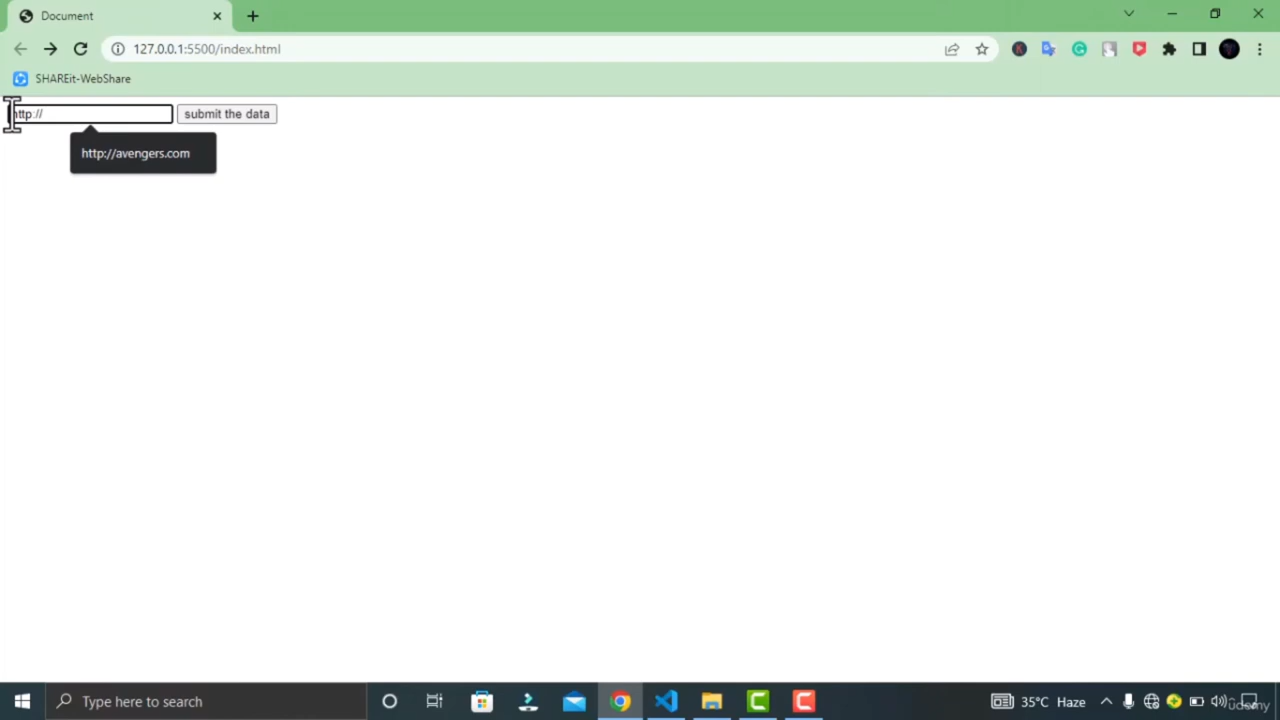 Document
127.0.0.1:5500/index.html
SHAREit-WebShare
http://
submit the data
http://avengers.com
Type here to search
35°C Haze
ûdemy